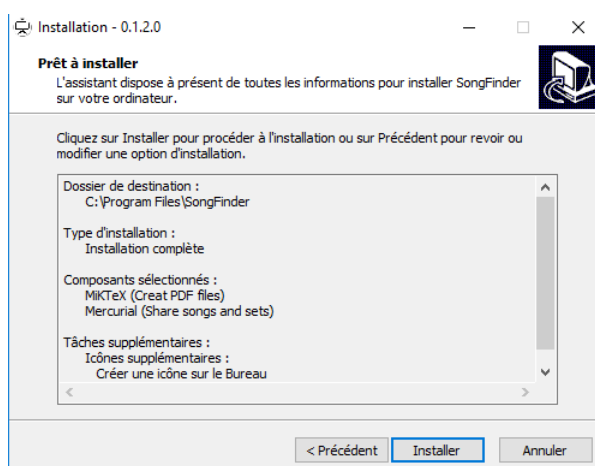 Installation - 0.1.2.0
Prêt à installer
L'assistant dispose à présent de toutes les informations pour installer SongFinder
sur votre ordinateur.
Cliquez sur Installer pour procéder à l'installation ou sur Précédent pour revoir ou
modifier une option d'installation.
Dossier de destination :
C:\Program Files\SongFinder
Type d'installation :
Installation complète
Composants sélectionnés :
MiKTeX (Creat PDF files)
Mercurial (Share songs and sets)
Tâches supplémentaires :
Icônes supplémentaires :
Créer une icône sur le Bureau
< Précédent
Installer
Annuler